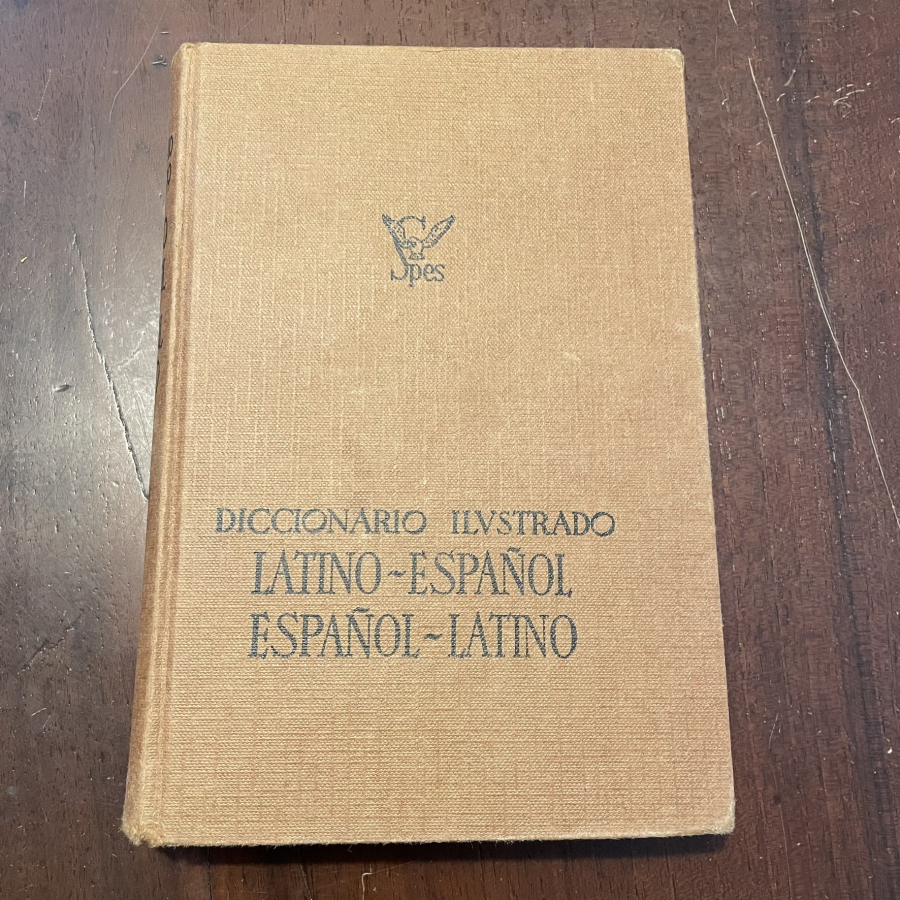 Spes
DICCIONARIO ILVSTRADO
LATINO~ESPAÑOL
ESPAÑOL~LATINO